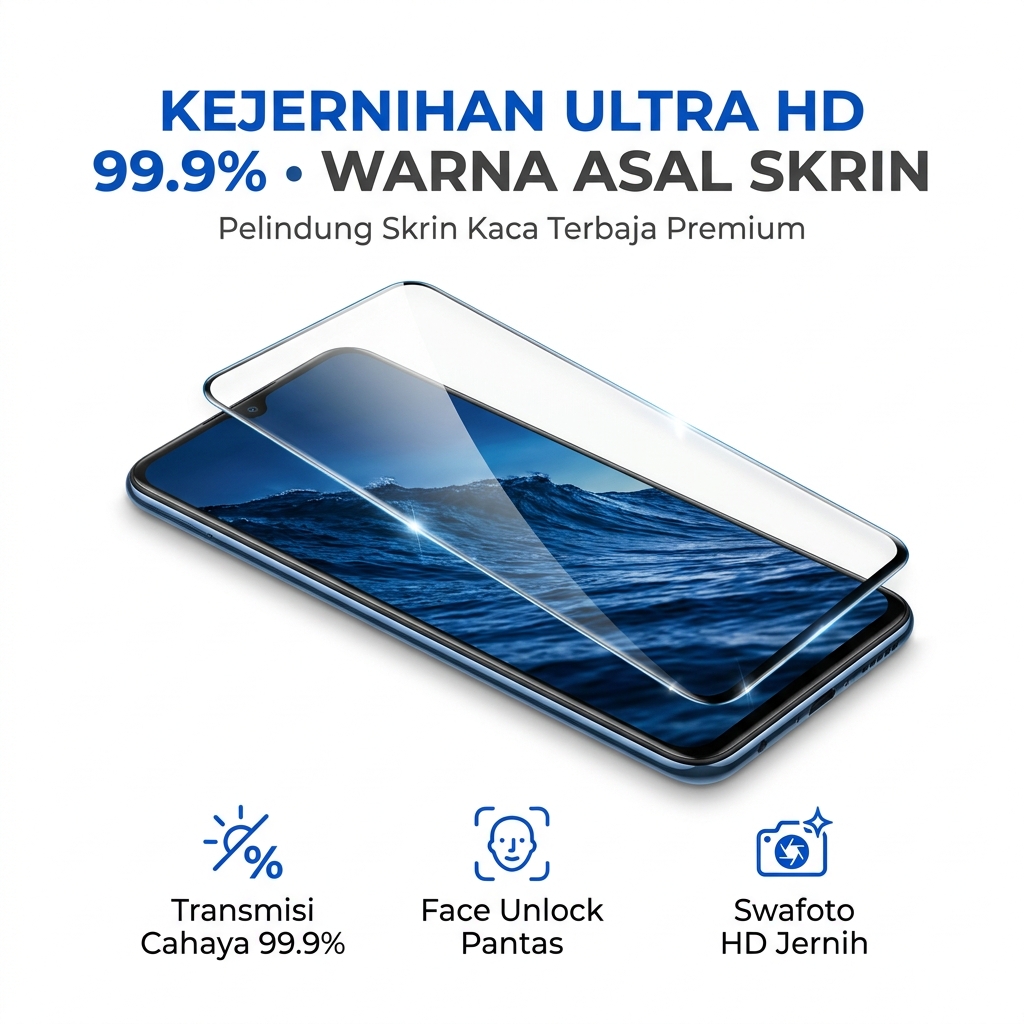 KEJERNIHAN ULTRA HD
99.9% • WARNA ASAL SKRIN
Pelindung Skrin Kaca Terbaja Premium
%
Transmisi
Cahaya 99.9%
Face Unlock
Pantas
Swafoto
HD Jernih